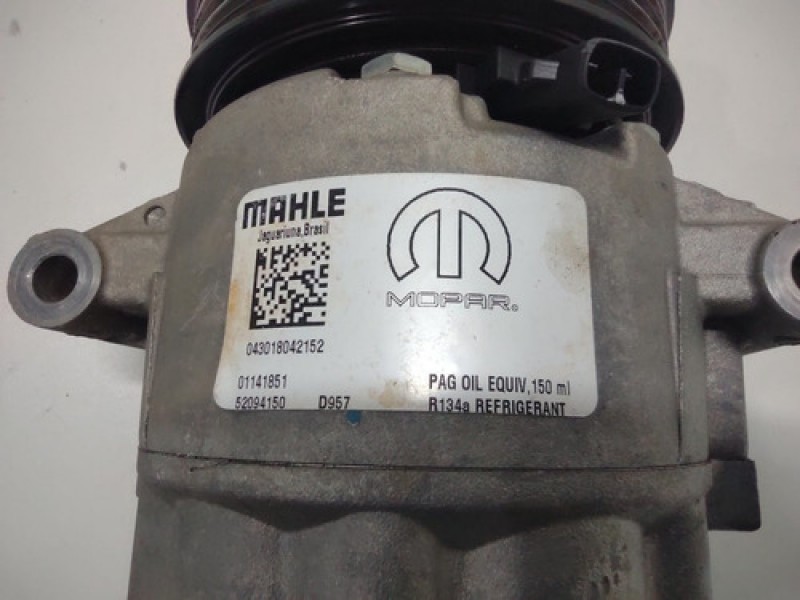 MAHLE
Jaguariuna, Brasil
MOPAR®
043018042152
01141851
52094150 D957
PAG OIL EQUIV, 150 ml
R134a REFRIGERANT